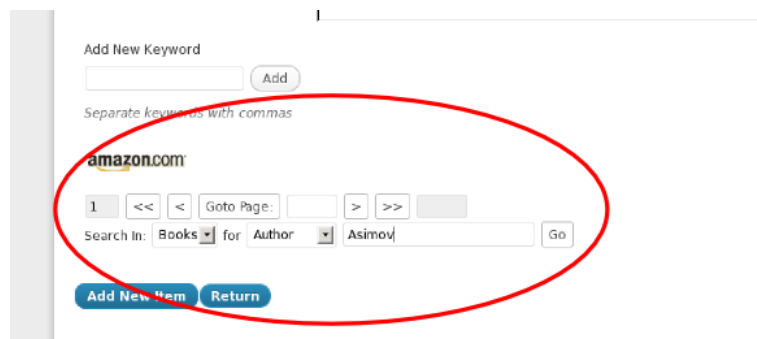 Add New Keyword
Add
Separate keywords with commas
amazon.com
1 << < Goto Page: > >>
Search In: Books for Author Asimov Go
Add New Item Return